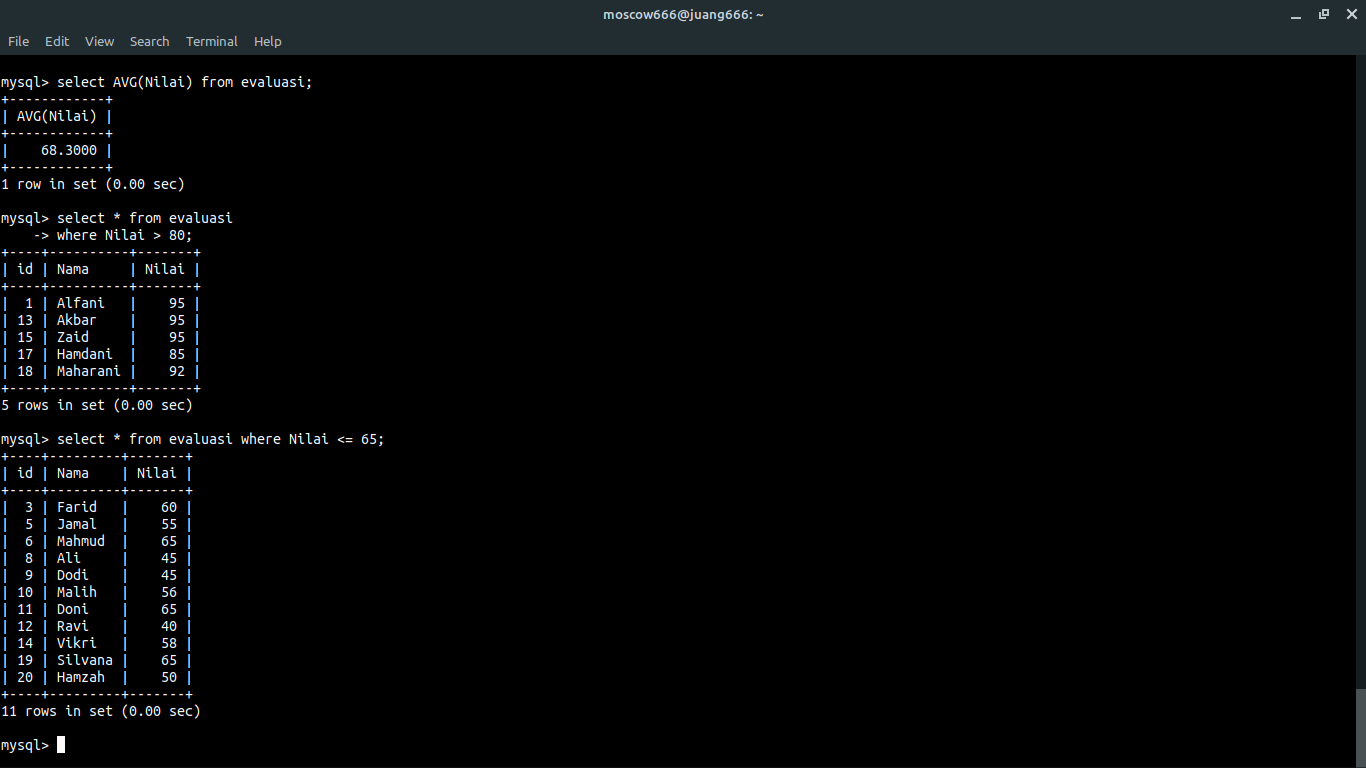 moscow666@juang666: ~
File Edit View Search Terminal Help
mysql> select AVG(Nilai) from evaluasi;
+------------+
| AVG(Nilai) |
+------------+
|    68.3000 |
+------------+
1 row in set (0.00 sec)
mysql> select * from evaluasi
    -> where Nilai > 80;
+----+----------+-------+
| id | Nama     | Nilai |
+----+----------+-------+
|  1 | Alfani   |    95 |
| 13 | Akbar    |    95 |
| 15 | Zaid     |    95 |
| 17 | Hamdani  |    85 |
| 18 | Maharani |    92 |
+----+----------+-------+
5 rows in set (0.00 sec)
mysql> select * from evaluasi where Nilai <= 65;
+----+---------+-------+
| id | Nama    | Nilai |
+----+---------+-------+
|  3 | Farid   |    60 |
|  5 | Jamal   |    55 |
|  6 | Mahmud  |    65 |
|  8 | Ali     |    45 |
|  9 | Dodi    |    45 |
| 10 | Malih   |    56 |
| 11 | Doni    |    65 |
| 12 | Ravi    |    40 |
| 14 | Vikri   |    58 |
| 19 | Silvana |    65 |
| 20 | Hamzah  |    50 |
+----+---------+-------+
11 rows in set (0.00 sec)
mysql>